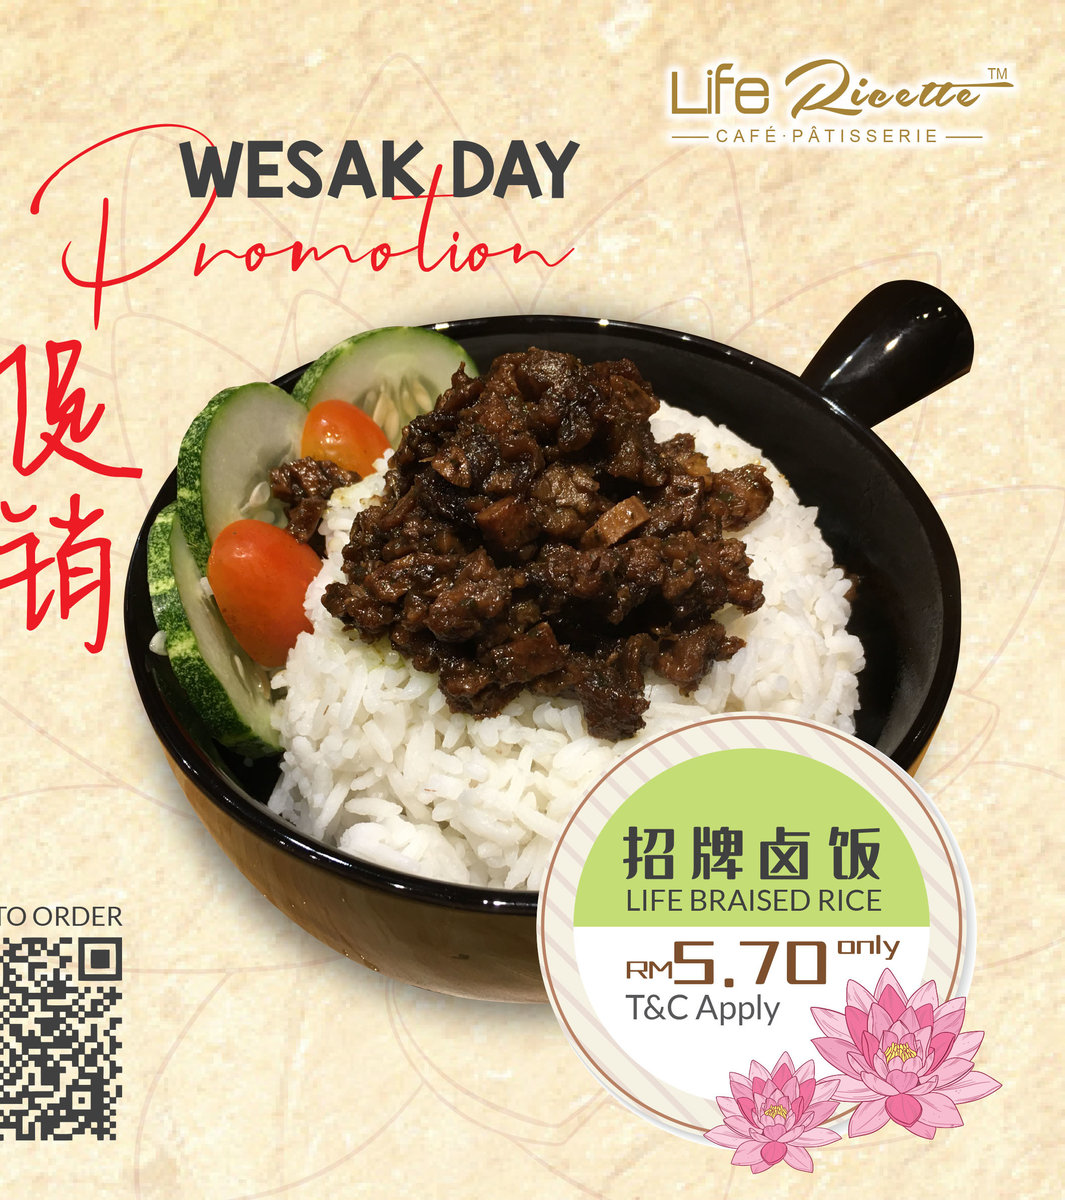 Life Ricette™
CAFÉ·PÂTISSERIE
WESAK DAY
Promotion
销
招牌卤饭
LIFE BRAISED RICE
RM5.70 only
T&C Apply
TO ORDER